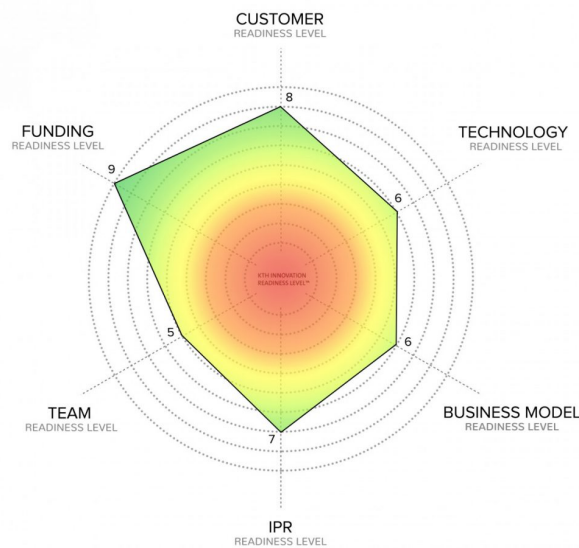 CUSTOMER
READINESS LEVEL
8
FUNDING
READINESS LEVEL
9
TECHNOLOGY
READINESS LEVEL
6
KTH INNOVATION
READINESS LEVEL™
5
6
TEAM
READINESS LEVEL
BUSINESS MODEL
READINESS LEVEL
7
IPR
READINESS LEVEL